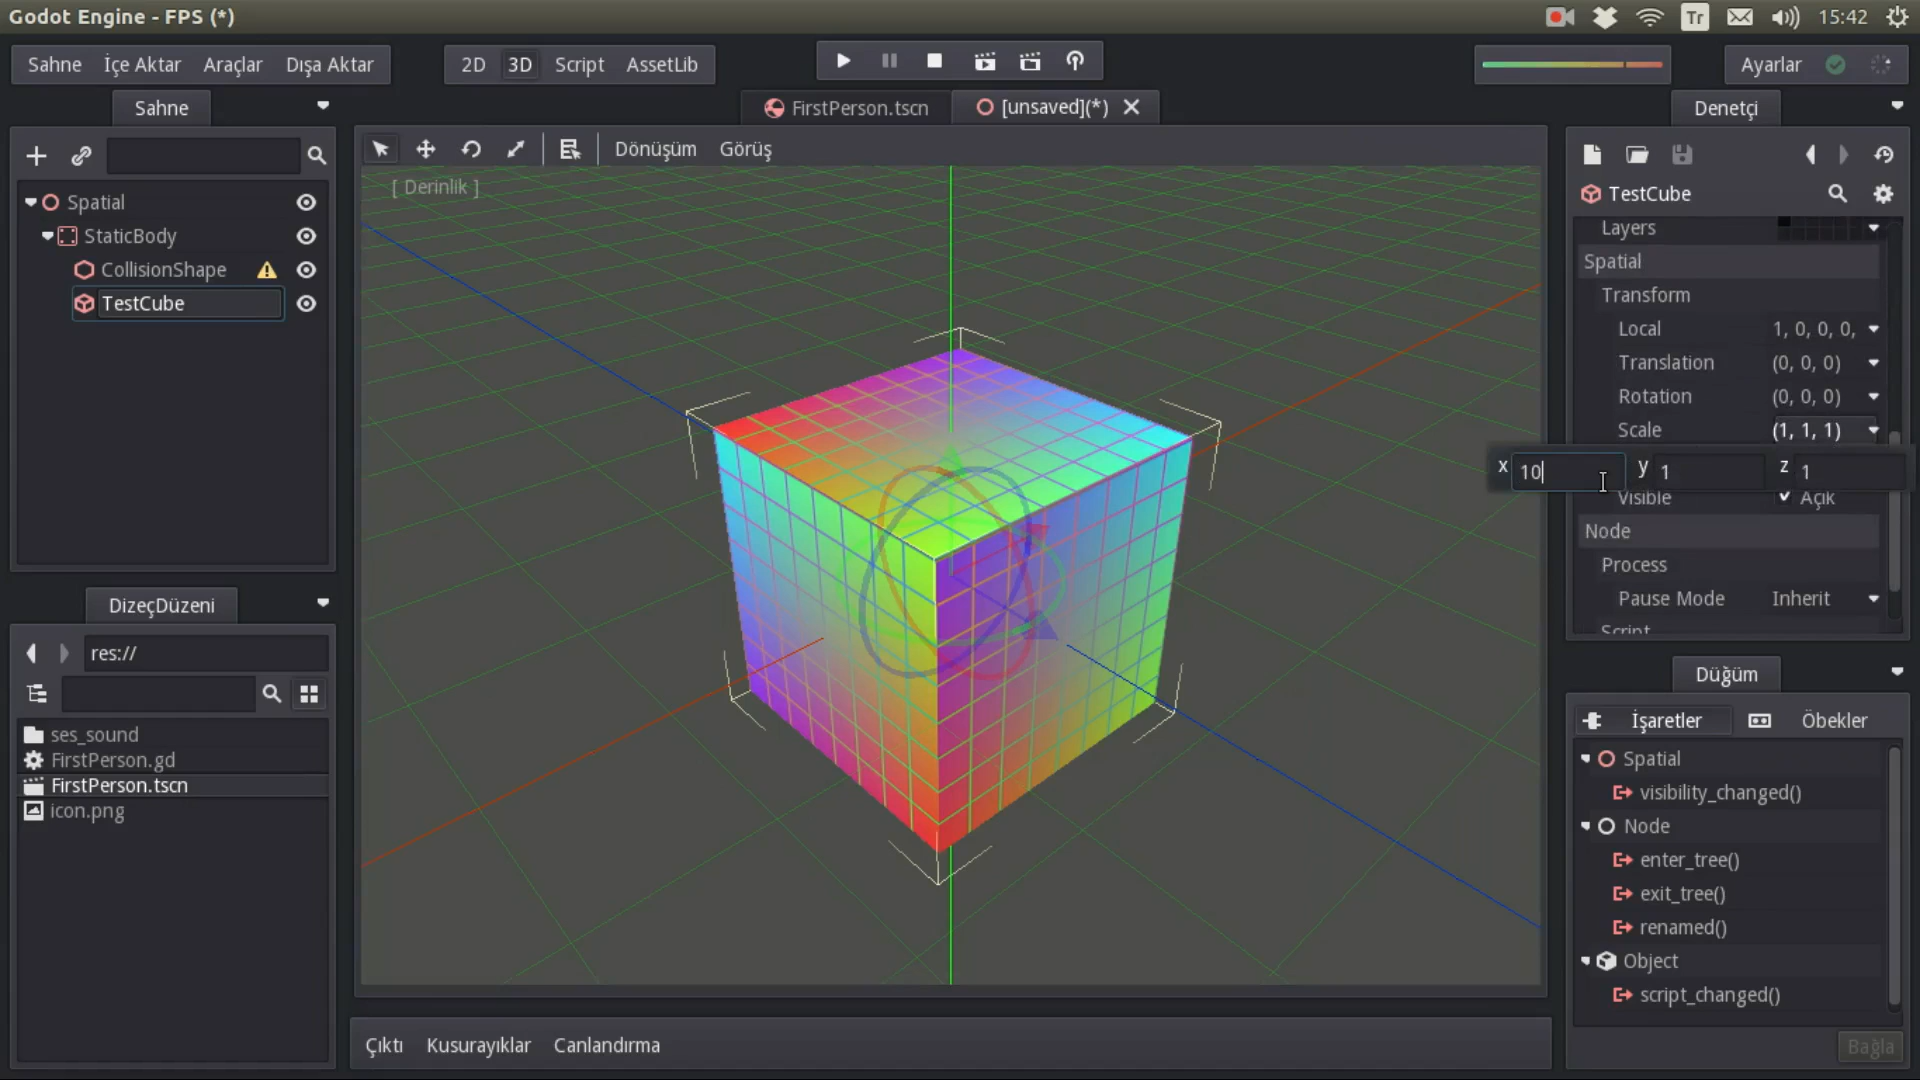 Godot Engine - FPS (*)
Tr
15:42
Sahne İçe Aktar Araçlar Dışa Aktar
2D 3D Script AssetLib
Ayarlar
Sahne
FirstPerson.tscn
[unsaved](*)
Denetçi
Dönüşüm Görüş
[ Derinlik ]
Spatial
StaticBody
CollisionShape
TestCube
TestCube
Layers
Spatial
Transform
Local 1, 0, 0, 0,
Translation (0, 0, 0)
Rotation (0, 0, 0)
Scale (1, 1, 1)
x 10 y 1 z 1
Visible Açık
Node
Process
Pause Mode Inherit
Script
DizeçDüzeni
res://
ses_sound
FirstPerson.gd
FirstPerson.tscn
icon.png
Düğüm
İşaretler Öbekler
Spatial
visibility_changed()
Node
enter_tree()
exit_tree()
renamed()
Object
script_changed()
Bağla
Çıktı Kusurayıklar Canlandırma